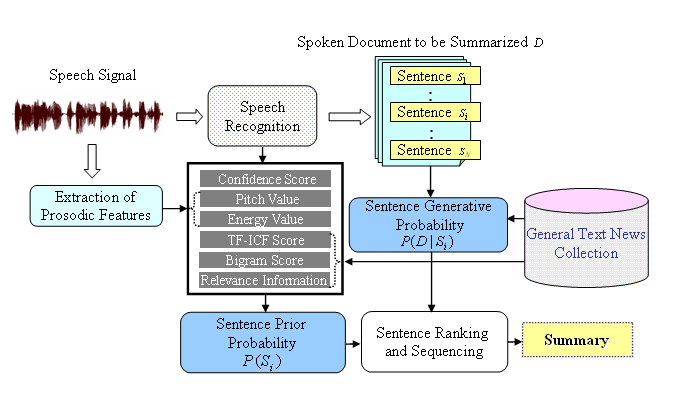 Spoken Document to be Summarized D
Speech Signal
Sentence S1
:
Sentence Si
:
Sentence SN
Speech
Recognition
Extraction of
Prosodic Features
Confidence Score
Pitch Value
Energy Value
TF-ICF Score
Bigram Score
Relevance Information
Sentence Generative
Probability
P(D|Si)
General Text News
Collection
Sentence Prior
Probability
P(Si)
Sentence Ranking
and Sequencing
Summary